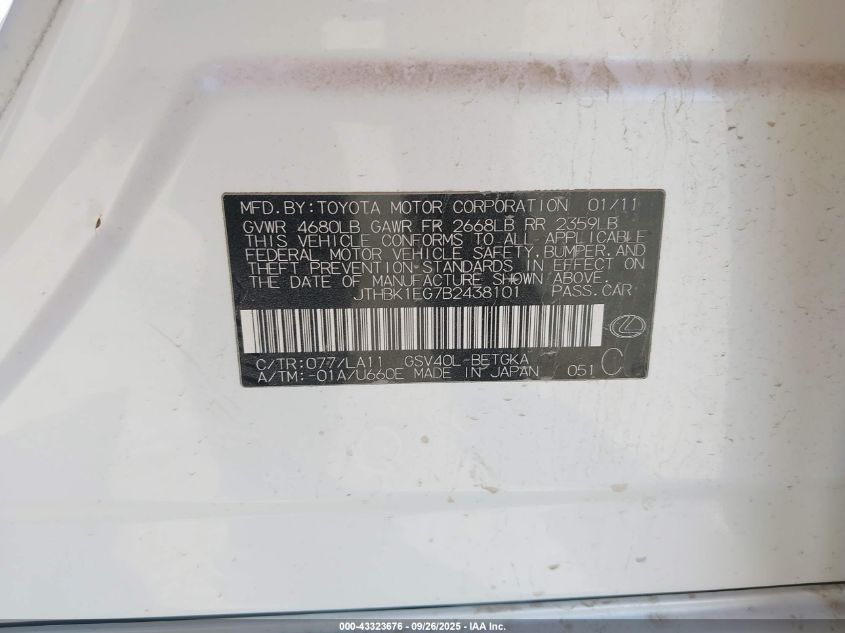 MFD.BY:TOYOTA MOTOR CORPORATION 01/11
GVWR 4680LB GAWR FR 2668LB RR 2359LB
THIS VEHICLE CONFORMS TO ALL APPLICABLE
FEDERAL MOTOR VEHICLE SAFETY,BUMPER,AND
THEFT PREVENTION STANDARDS IN EFFECT ON
THE DATE OF MANUFACTURE SHOWN ABOVE.
JTHBK1EG7B2438101 PASS.CAR
C/TR:077/LA11 GSV40L-BETGKA
A/TM:-01A/U660E MADE IN JAPAN 051 C
000-43323676 - 09/26/2025 - IAA Inc.